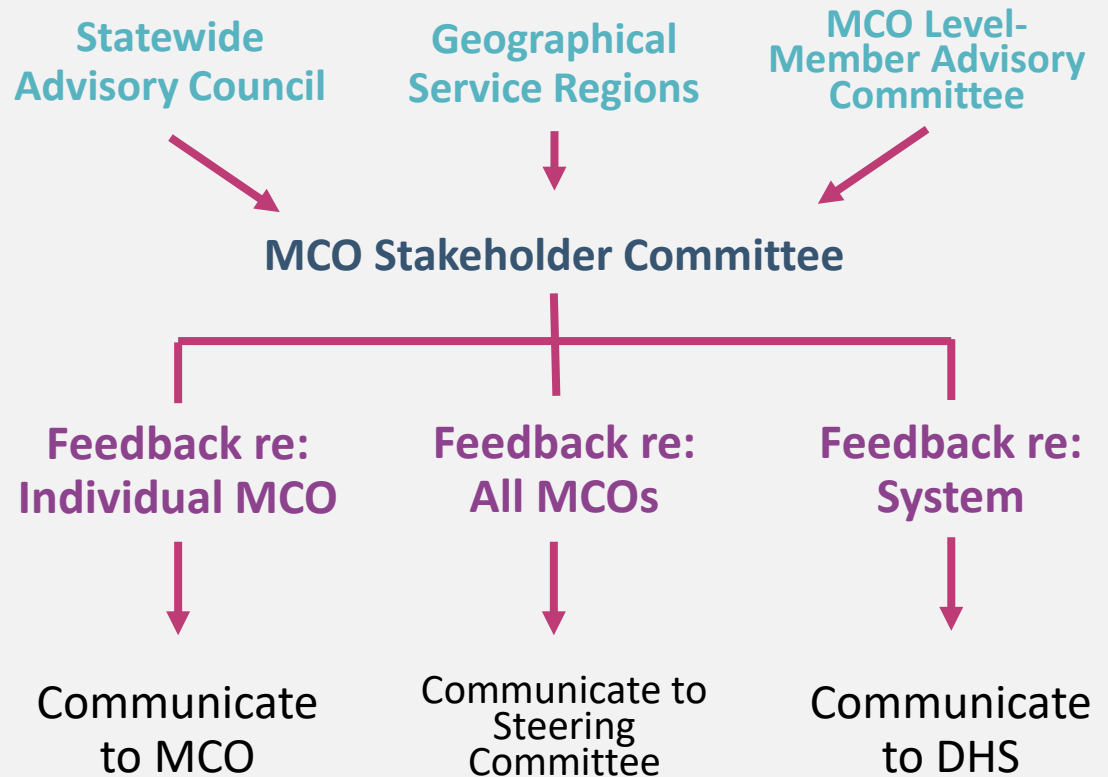 Statewide
Advisory Council
Geographical
Service Regions
MCO Level-
Member Advisory
Committee
MCO Stakeholder Committee
Feedback re:
Individual MCO
Feedback re:
All MCOs
Feedback re:
System
Communicate
to MCO
Communicate to
Steering
Committee
Communicate
to DHS